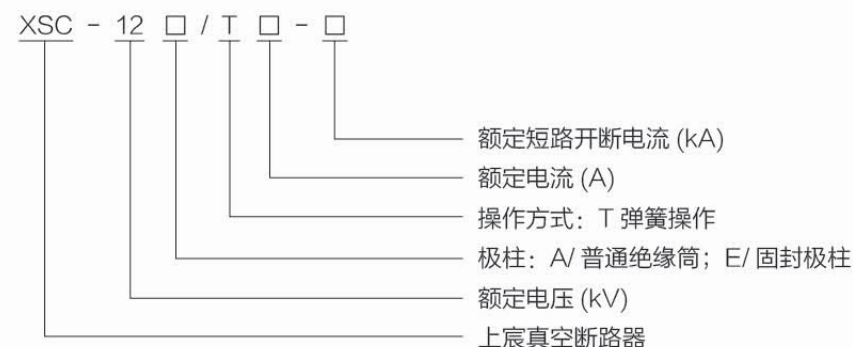 XSC - 12 □ / T □ - □
额定短路开断电流 (kA)
额定电流 (A)
操作方式：T 弹簧操作
极柱：A/ 普通绝缘筒；E/ 固封极柱
额定电压 (kV)
上宸真空断路器